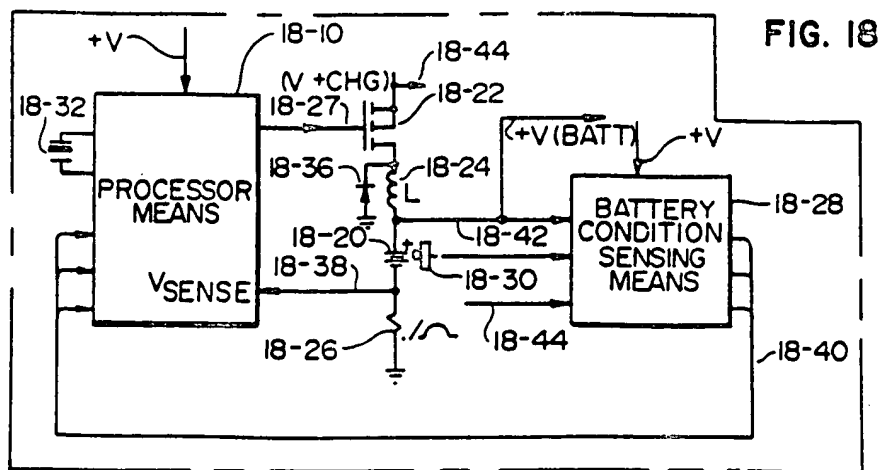 FIG. 18
+V
18-10
18-44
(V +CHG)
18-32
18-27
18-22
+V(BATT)
+V
18-36
18-24
PROCESSOR
MEANS
L
18-28
BATTERY
CONDITION
SENSING
MEANS
18-20
+
18-42
18-38
18-30
VSENSE
18-26
.1Ω
18-44
18-40